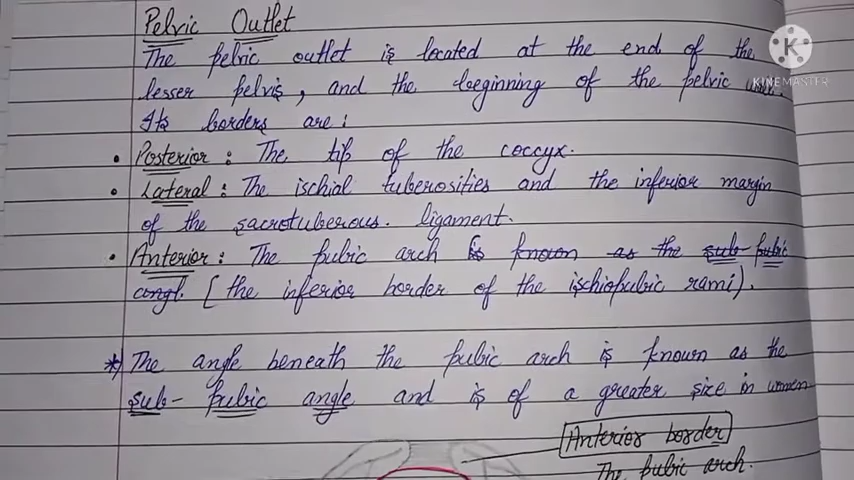 Pelvic Outlet
The pelvic outlet is located at the end of the
lesser pelvis, and the beginning of the pelvic
Its borders are:
• Posterior: The tip of the coccyx.
• Lateral: The ischial tuberosities and the inferior margin
of the sacrotuberous. ligament.
• Anterior: The pubic arch is known as the sub-pubic
angl. [the inferior border of the ischiopubic rami).
* The angle beneath the pubic arch is known as the
sub-pubic angle and is of a greater size in women
Anterior border
The pubic arch.
K
KINEMASTER